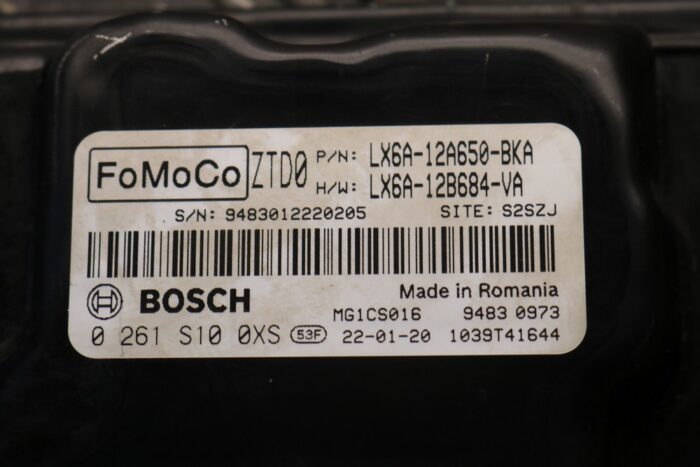 FoMoCo ZTD0 P/N: LX6A-12A650-BKA
H/W: LX6A-12B684-VA
S/N: 9483012220205 SITE: S2SZJ
BOSCH Made in Romania
MG1CS016 9483 0973
0 261 S10 0XS 53F 22-01-20 1039T41644